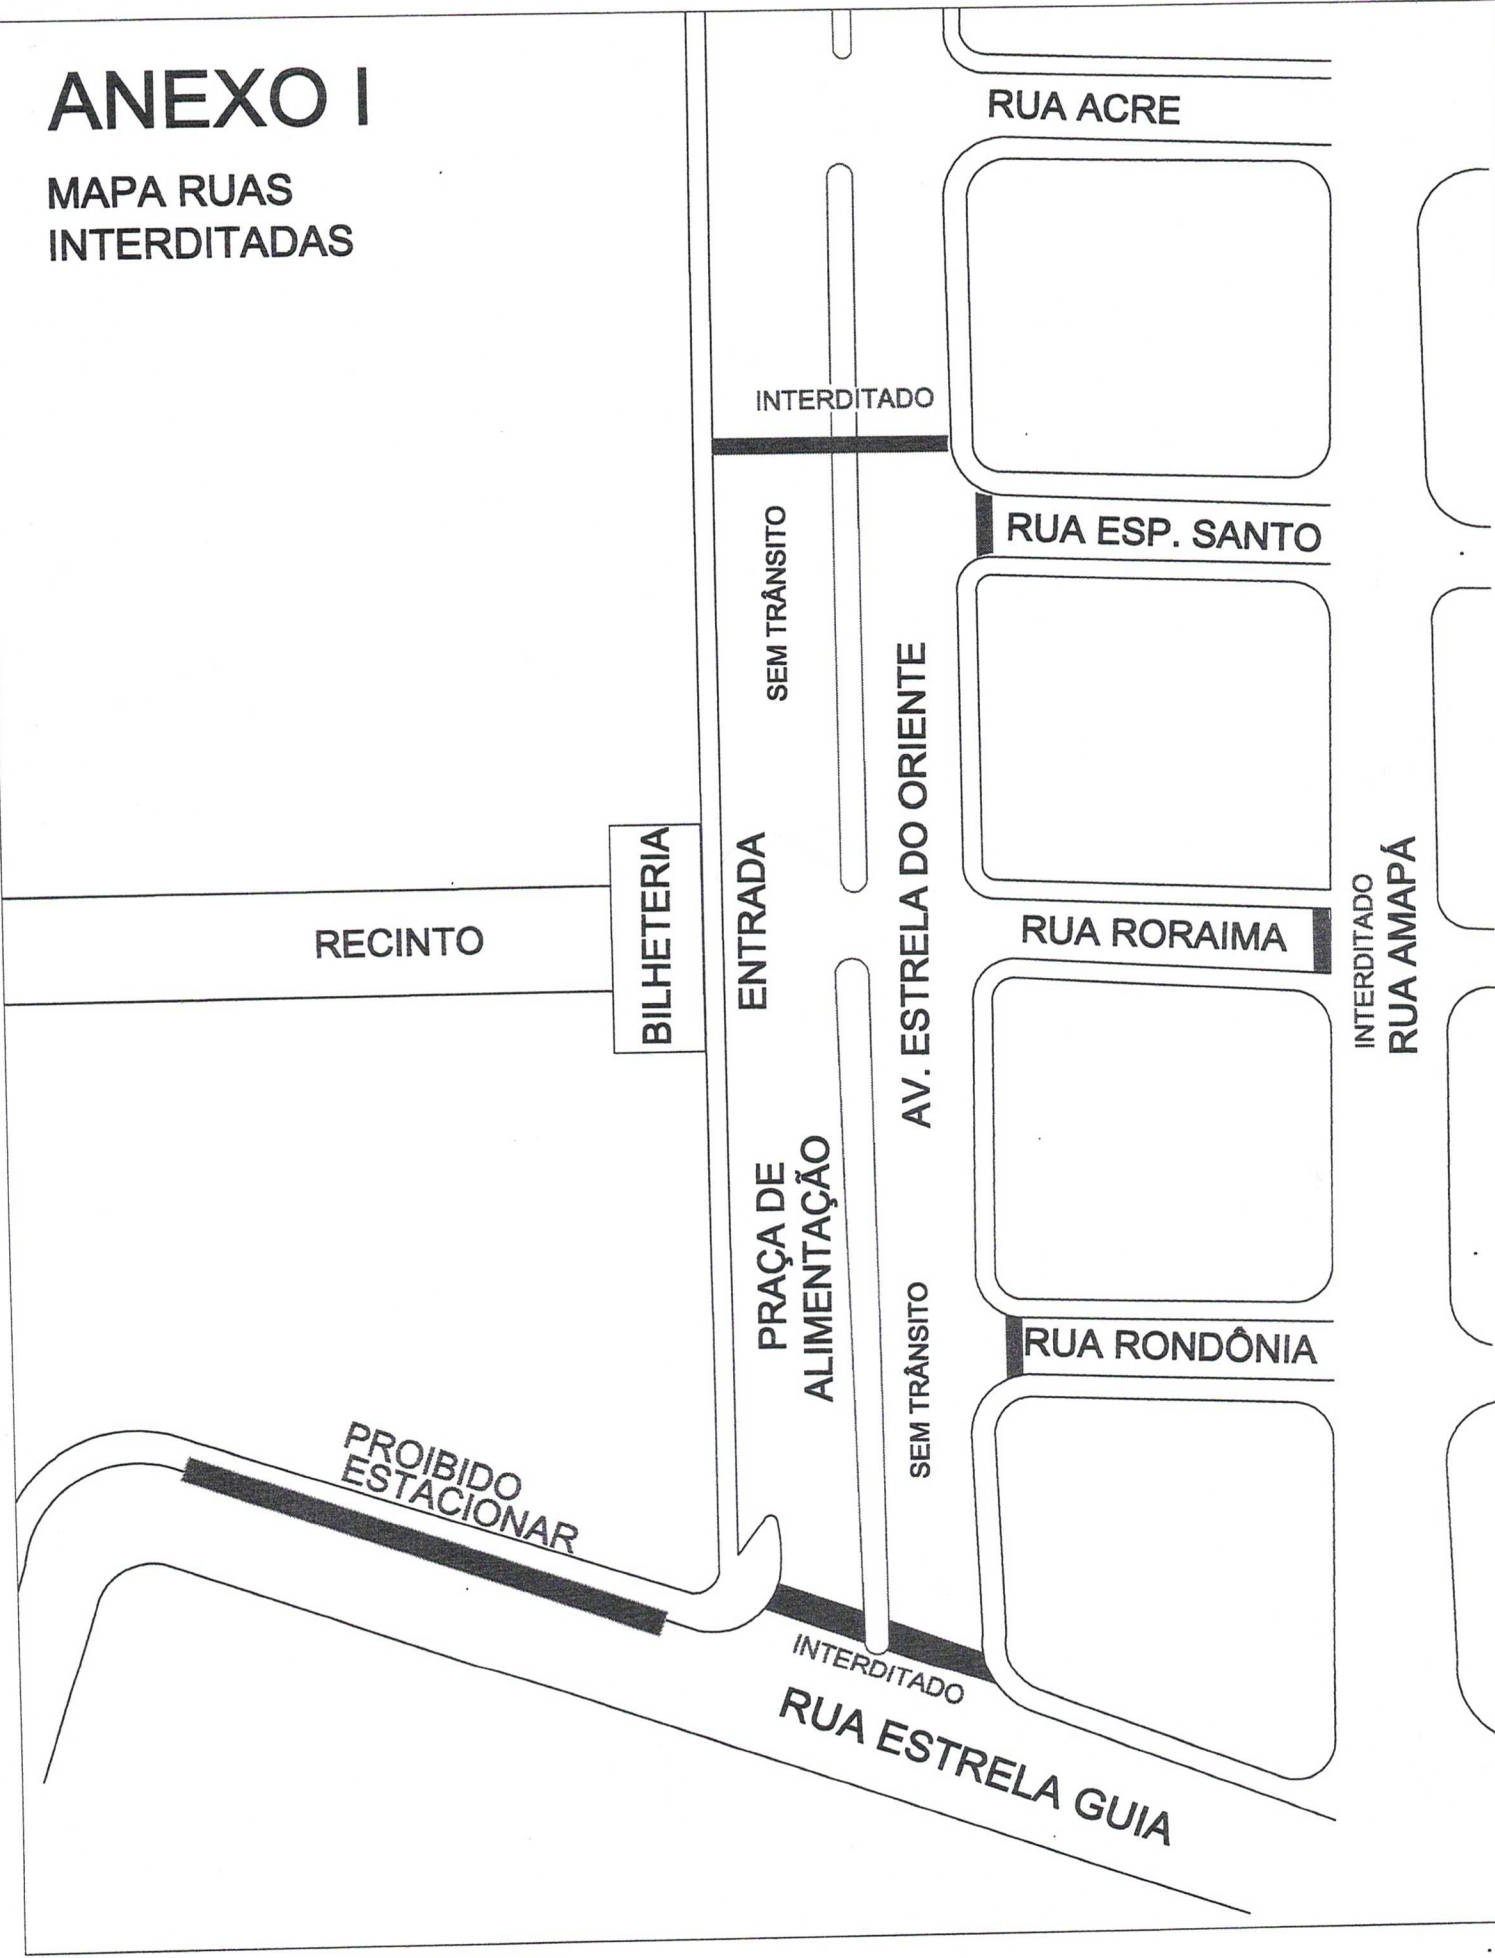 ANEXO I
MAPA RUAS
INTERDITADAS
RUA ACRE
INTERDITADO
RUA ESP. SANTO
SEM TRÂNSITO
AV. ESTRELA DO ORIENTE
BILHETERIA
ENTRADA
RECINTO
RUA RORAIMA
INTERDITADO
RUA AMAPÁ
PRAÇA DE
ALIMENTAÇÃO
SEM TRÂNSITO
RUA RONDÔNIA
PROIBIDO
ESTACIONAR
INTERDITADO
RUA ESTRELA GUIA